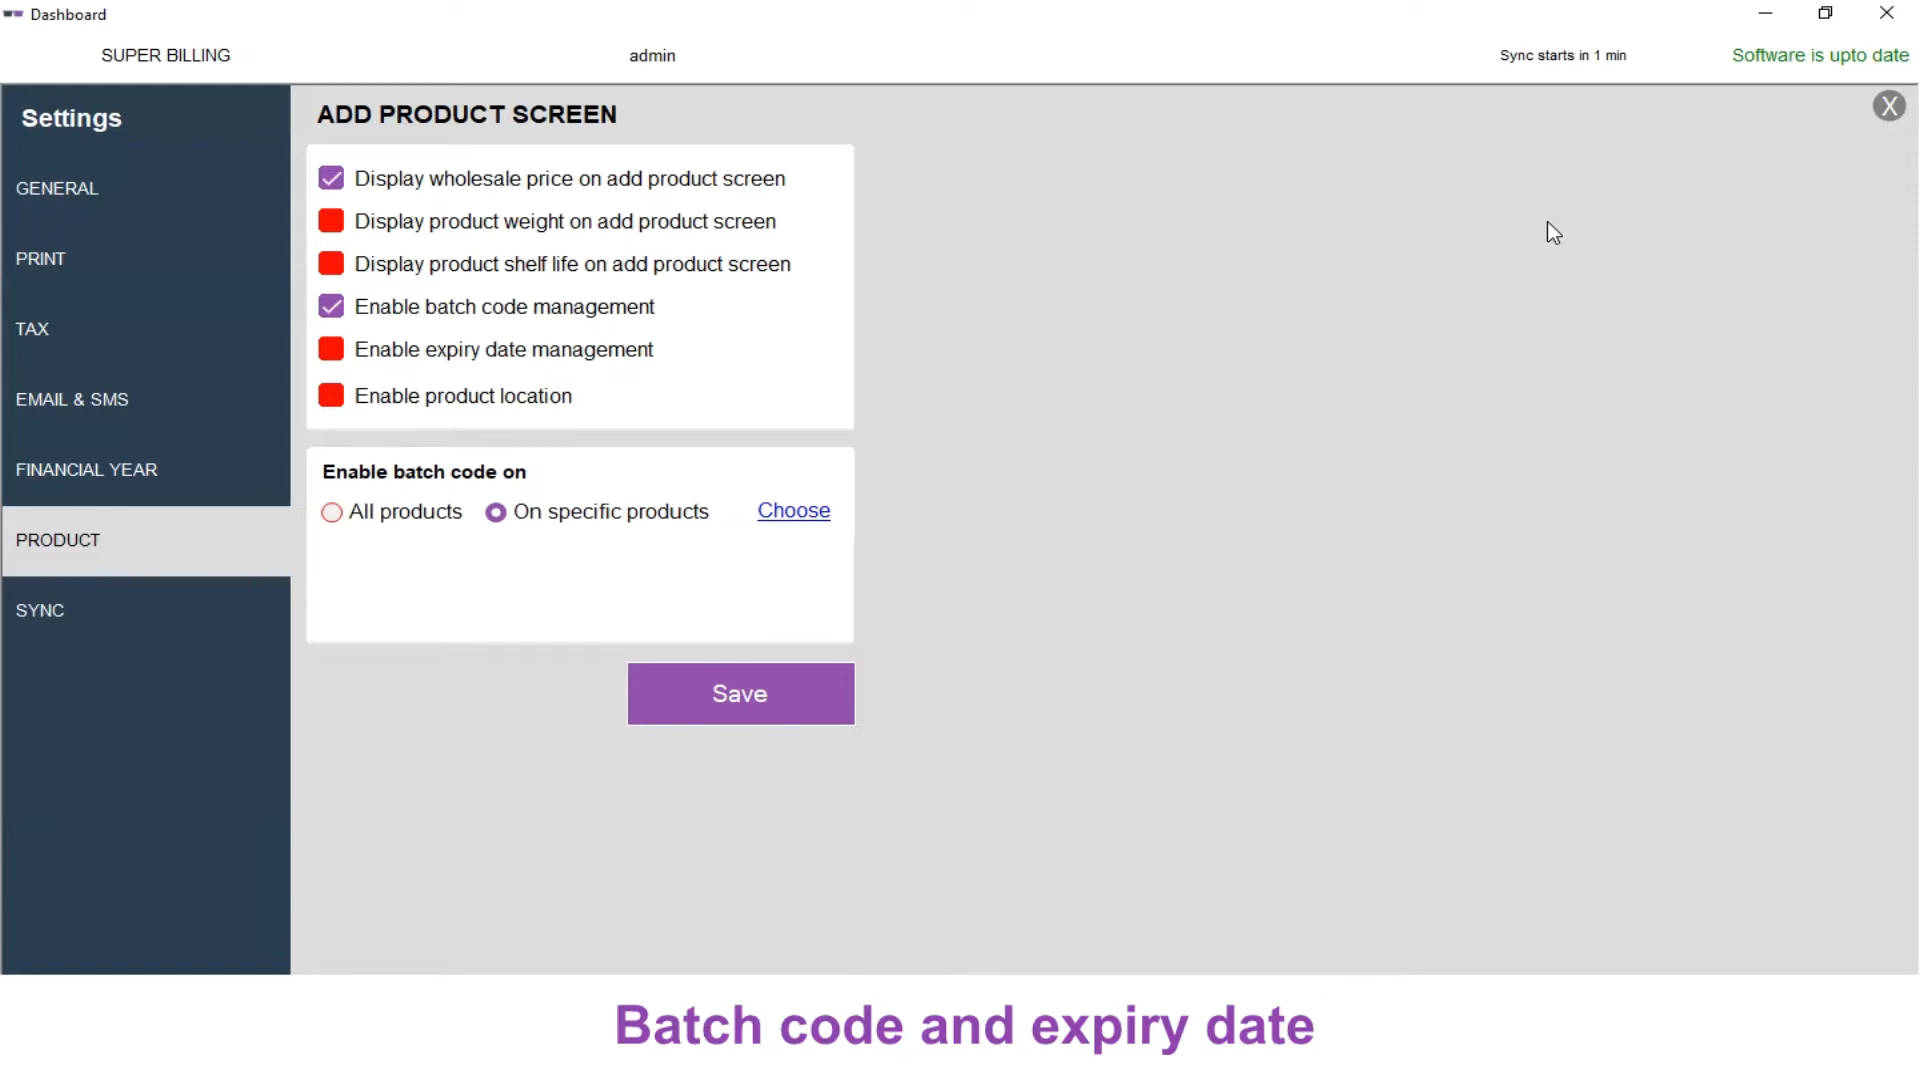 Dashboard
SUPER BILLING
admin
Sync starts in 1 min
Software is upto date
Settings
GENERAL
PRINT
TAX
EMAIL & SMS
FINANCIAL YEAR
PRODUCT
SYNC
ADD PRODUCT SCREEN
X
Display wholesale price on add product screen
Display product weight on add product screen
Display product shelf life on add product screen
Enable batch code management
Enable expiry date management
Enable product location
Enable batch code on
All products On specific products Choose
Save
Batch code and expiry date